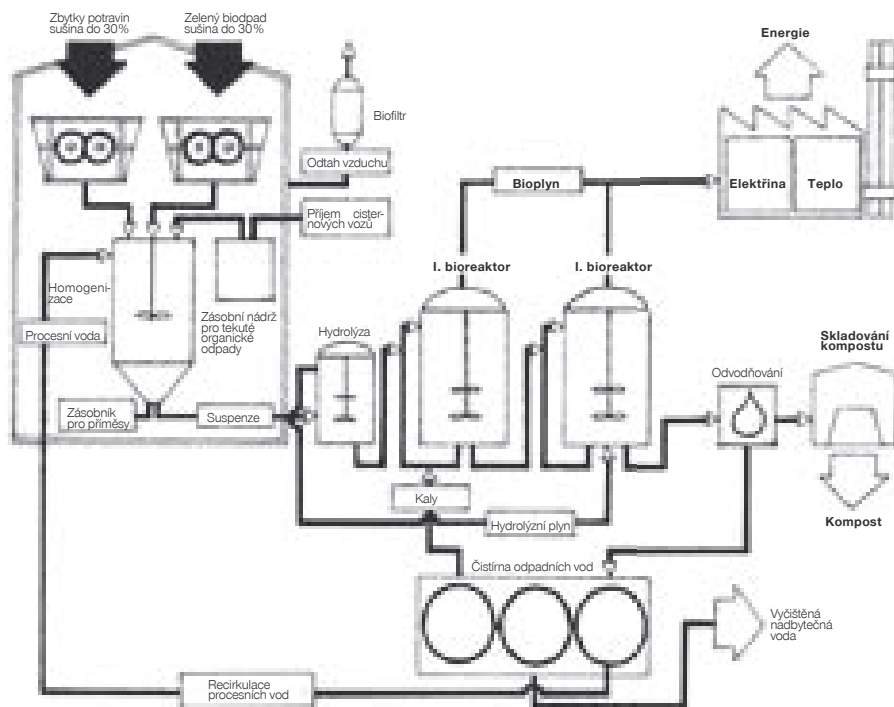 Zbytky potravin
sušina do 30%
Zelený biodpad
sušina do 30%
Energie
Biofiltr
Odtah vzduchu
Bioplyn
Elektřina
Teplo
Příjem cister-
nových vozů
I. bioreaktor
I. bioreaktor
Homogeni-
zace
Zásobní nádrž
pro tekuté
organické
odpady
Procesní voda
Hydrolýza
Skladování
kompostu
Odvodňování
Zásobník
pro příměsy
Suspenze
Kaly
Hydrolýzní plyn
Kompost
Čistírna odpadních vod
Vyčištěná
nadbytečná
voda
Recirkulace
procesních vod